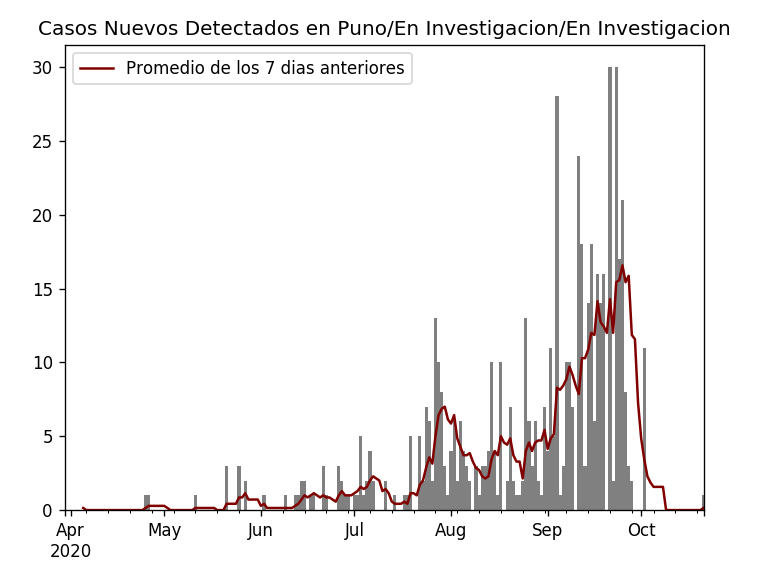 Casos Nuevos Detectados en Puno/En Investigacion/En Investigacion
Promedio de los 7 dias anteriores
30
25
20
15
10
5
0
Apr May Jun Jul Aug Sep Oct
2020